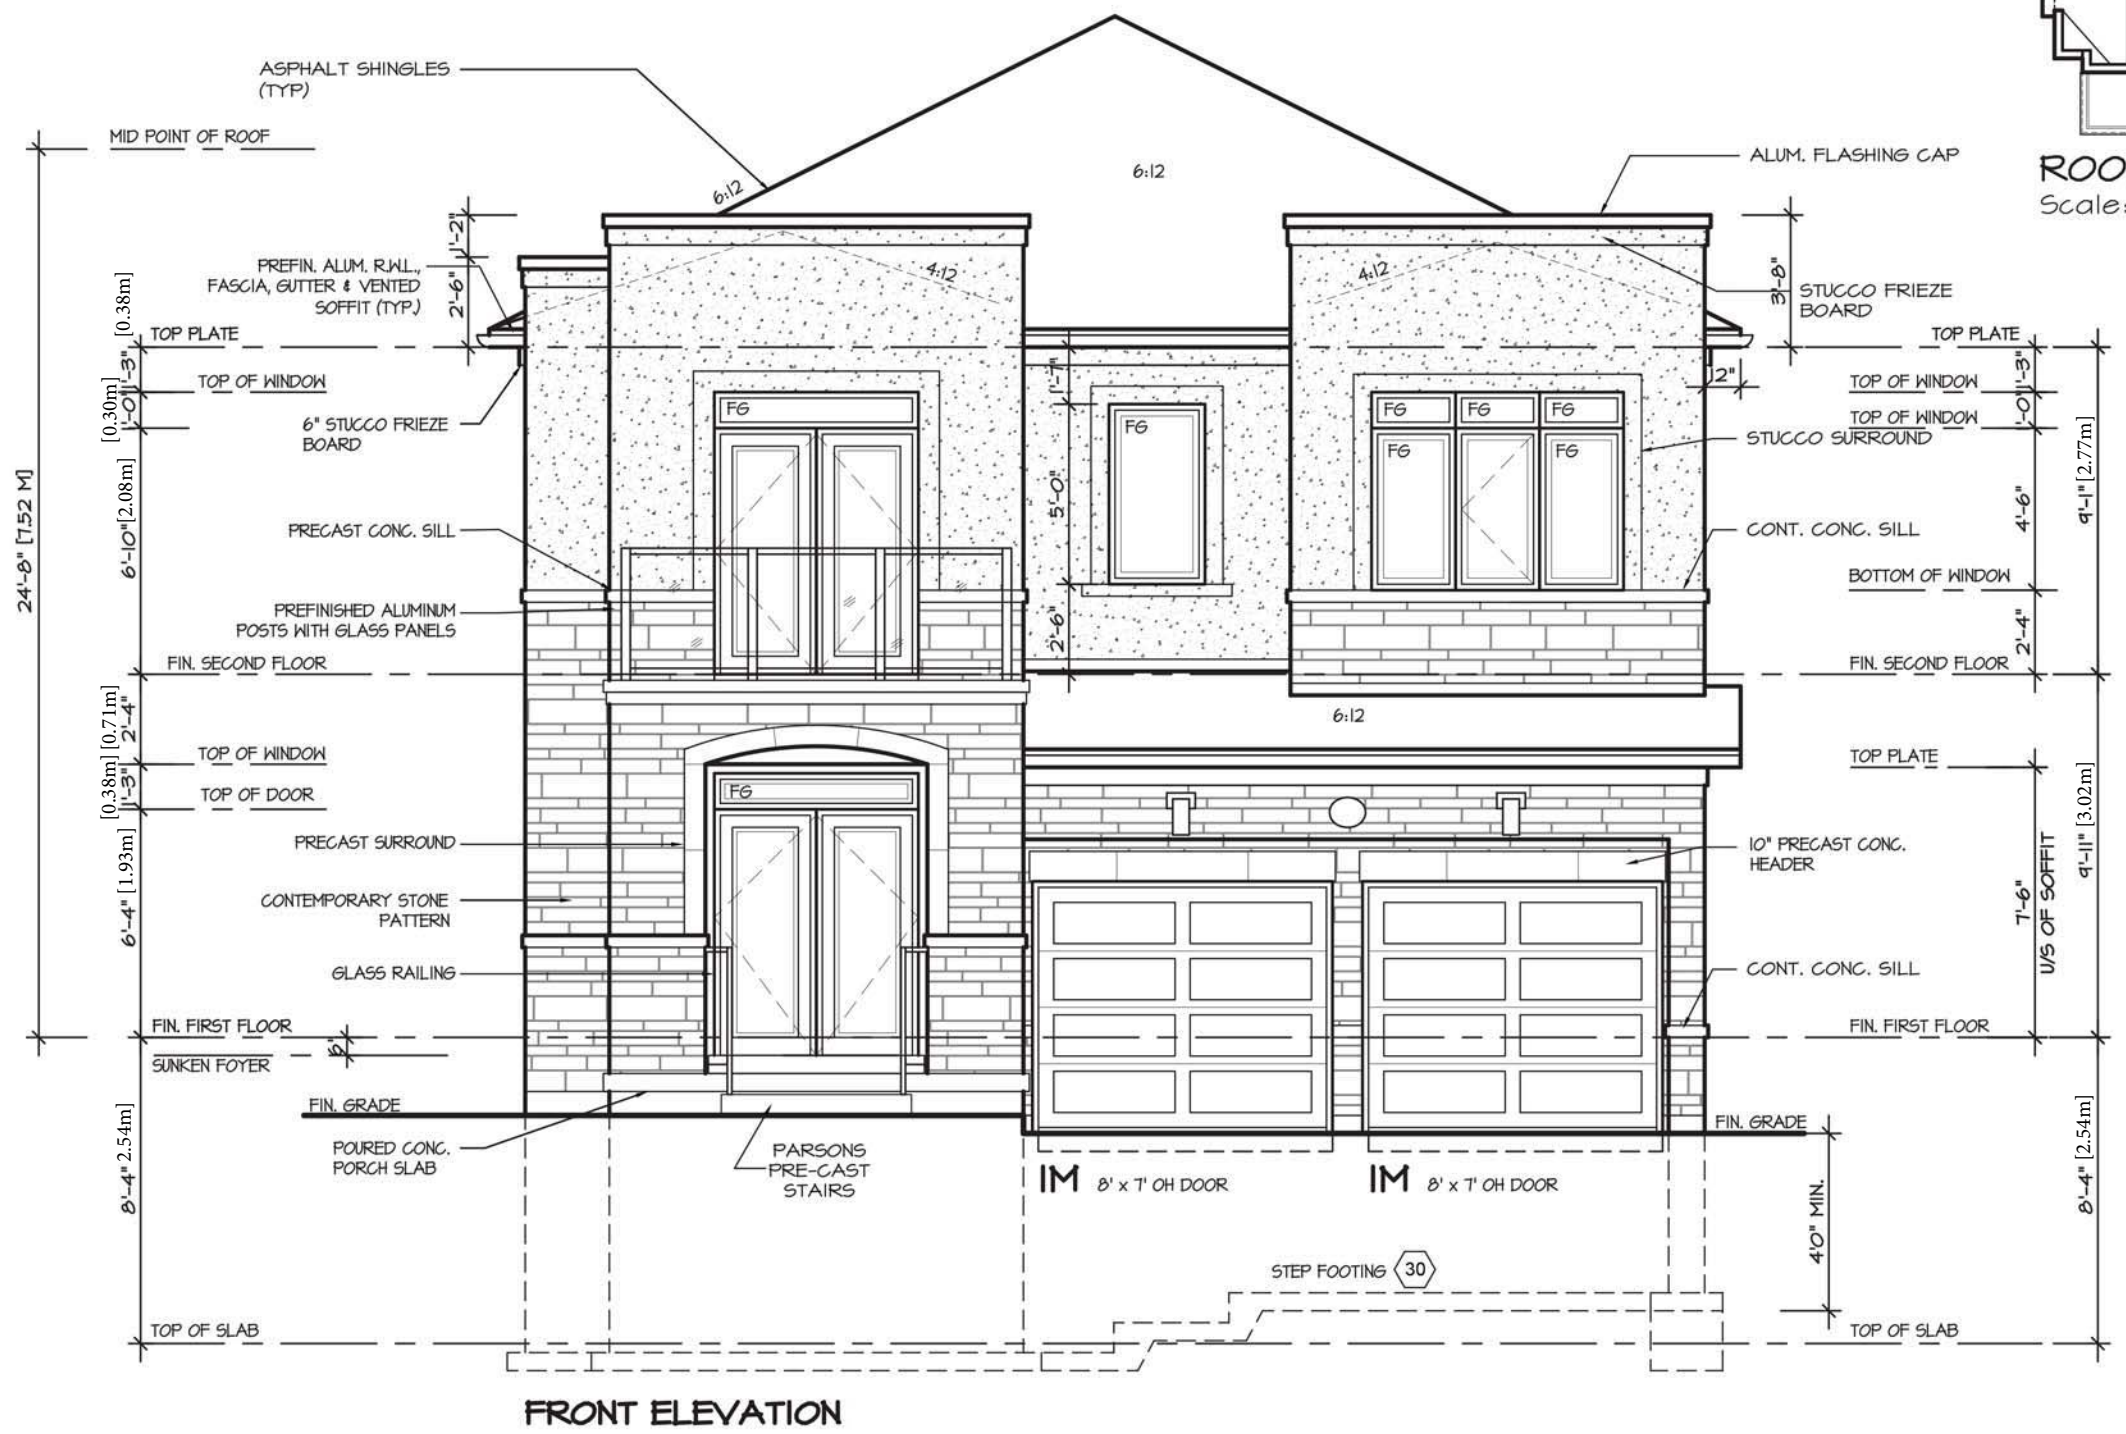 ASPHALT SHINGLES
(TYP)
MID POINT OF ROOF
6:12
6:12
ALUM. FLASHING CAP
ROO
Scale:
1'-2"
2'-6"
PREFIN. ALUM. R.W.L.,
FASCIA, GUTTER & VENTED
SOFFIT (TYP.)
4:12
4:12
3'-8"
STUCCO FRIEZE
BOARD
TOP PLATE
[0.38m]
1'-3"
TOP PLATE
1'-3"
TOP OF WINDOW
[0.30m]
1'-0"
6" STUCCO FRIEZE
BOARD
1'-7"
2"
TOP OF WINDOW
TOP OF WINDOW
1'-0"
STUCCO SURROUND
FG
FG
FG
FG
FG
FG
FG
24'-8" [7.52 M]
6'-10" [2.08m]
5'-0"
4'-6"
9'-1" [2.77m]
PRECAST CONC. SILL
CONT. CONC. SILL
BOTTOM OF WINDOW
PREFINISHED ALUMINUM
POSTS WITH GLASS PANELS
2'-6"
2'-4"
FIN. SECOND FLOOR
FIN. SECOND FLOOR
6:12
[0.71m]
2'-4"
TOP OF WINDOW
TOP PLATE
[0.38m]
1'-3"
TOP OF DOOR
FG
PRECAST SURROUND
10" PRECAST CONC.
HEADER
6'-4" [1.93m]
CONTEMPORARY STONE
PATTERN
7'-6"
U/S OF SOFFIT
9'-11" [3.02m]
GLASS RAILING
CONT. CONC. SILL
FIN. FIRST FLOOR
FIN. FIRST FLOOR
6"
SUNKEN FOYER
FIN. GRADE
FIN. GRADE
8'-4" 2.54m]
POURED CONC.
PORCH SLAB
PARSONS
PRE-CAST
STAIRS
1M 8' x 7' OH DOOR
1M 8' x 7' OH DOOR
4'0" MIN.
8'-4" [2.54m]
STEP FOOTING 30
TOP OF SLAB
TOP OF SLAB
FRONT ELEVATION